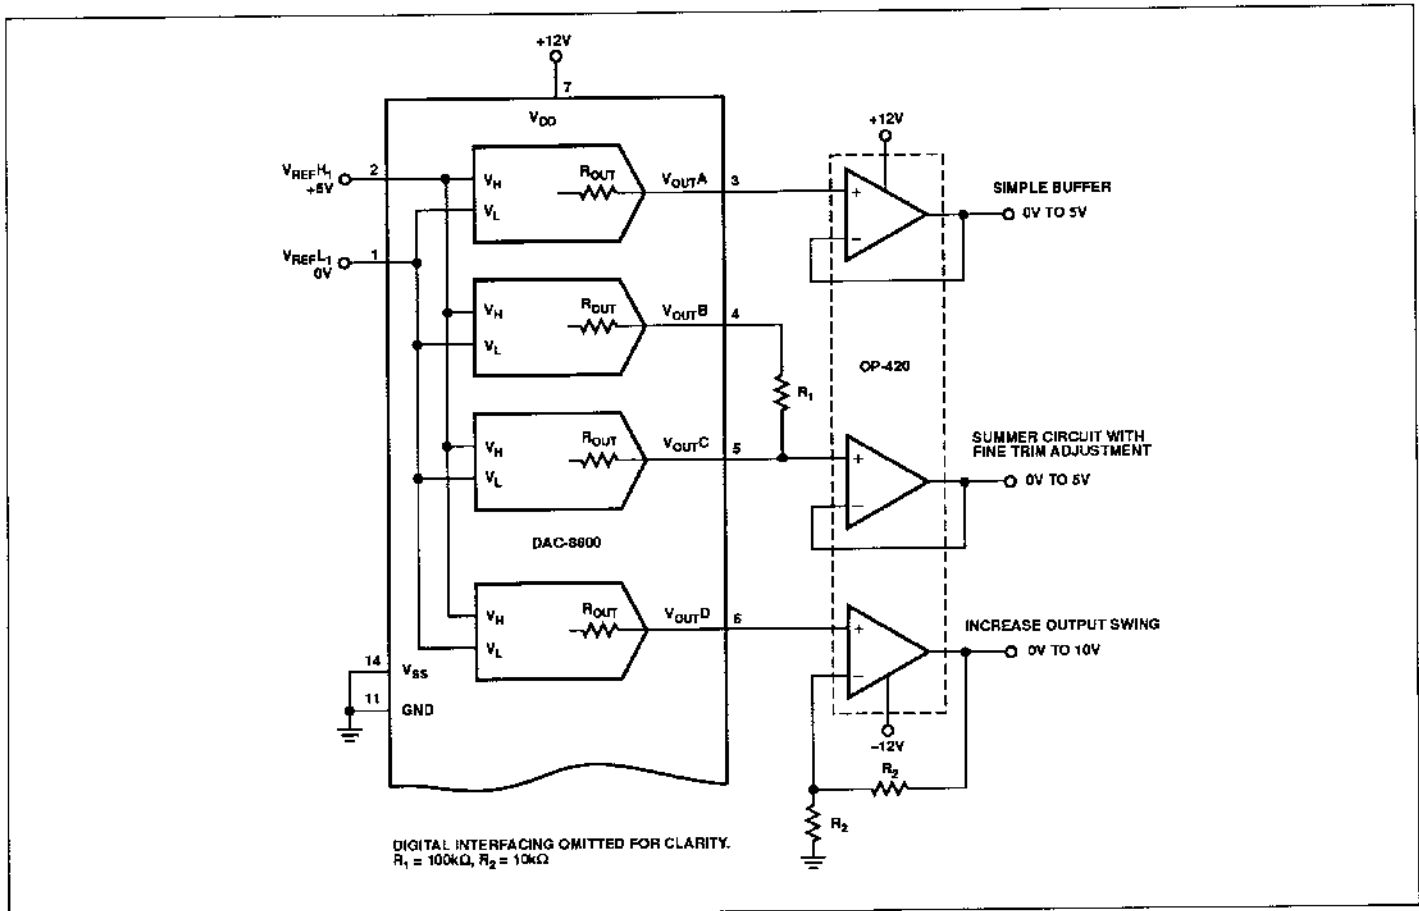 +12V
7
VDD
VREFH1
+5V
2
VH
VL
ROUT
VOUTA
3
+12V
+
−
SIMPLE BUFFER
0V TO 5V
VREFL1
0V
1
VH
VL
ROUT
VOUTB
4
R1
OP-420
VH
VL
ROUT
VOUTC
5
+
−
SUMMER CIRCUIT WITH
FINE TRIM ADJUSTMENT
0V TO 5V
DAC-8800
VH
VL
ROUT
VOUTD
6
+
−
INCREASE OUTPUT SWING
0V TO 10V
14
VSS
11
GND
−12V
R2
R2
DIGITAL INTERFACING OMITTED FOR CLARITY.
R1 = 100kΩ, R2 = 10kΩ